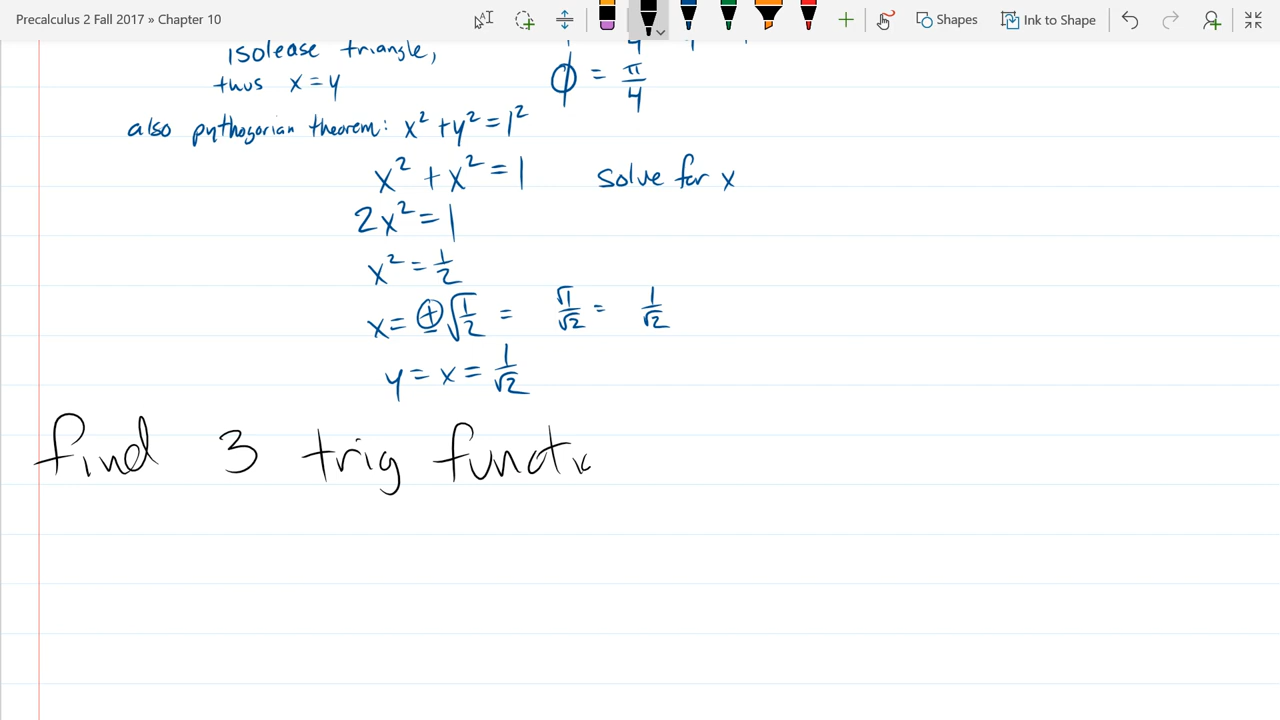 Precalculus 2 Fall 2017 » Chapter 10
Shapes
Ink to Shape
isolease triangle,
thus x = y
ϕ = π/4
also pythogorian theorem: x² + y² = 1²
x² + x² = 1 solve for x
2x² = 1
x² = 1/2
x = ± √(1/2) = √1/√2 = 1/√2
y = x = 1/√2
find 3 trig functi